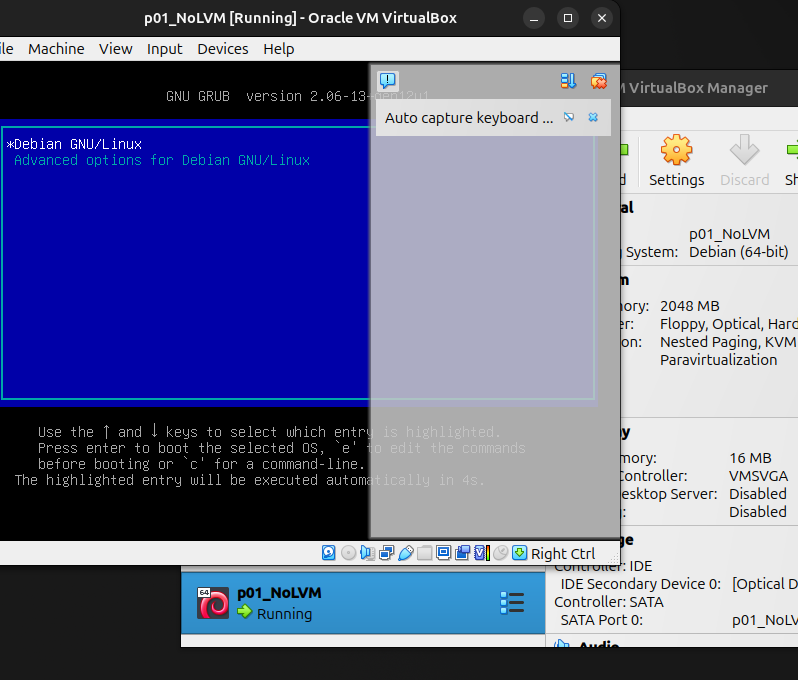 p01_NoLVM [Running] - Oracle VM VirtualBox
ile Machine View Input Devices Help
GNU GRUB version 2.06-13+deb12u1
Auto capture keyboard ...
*Debian GNU/Linux
Advanced options for Debian GNU/Linux
Use the ↑ and ↓ keys to select which entry is highlighted.
Press enter to boot the selected OS, `e' to edit the commands
before booting or `c' for a command-line.
The highlighted entry will be executed automatically in 4s.
Right Ctrl
M VirtualBox Manager
d Settings Discard Sh
al
p01_NoLVM
g System: Debian (64-bit)
m
ory: 2048 MB
er: Floppy, Optical, Hard
on: Nested Paging, KVM
Paravirtualization
y
mory: 16 MB
Controller: VMSVGA
esktop Server: Disabled
g: Disabled
ge
Controller: IDE
IDE Secondary Device 0: [Optical D
Controller: SATA
SATA Port 0: p01_NoLV
Audio
64
p01_NoLVM
Running